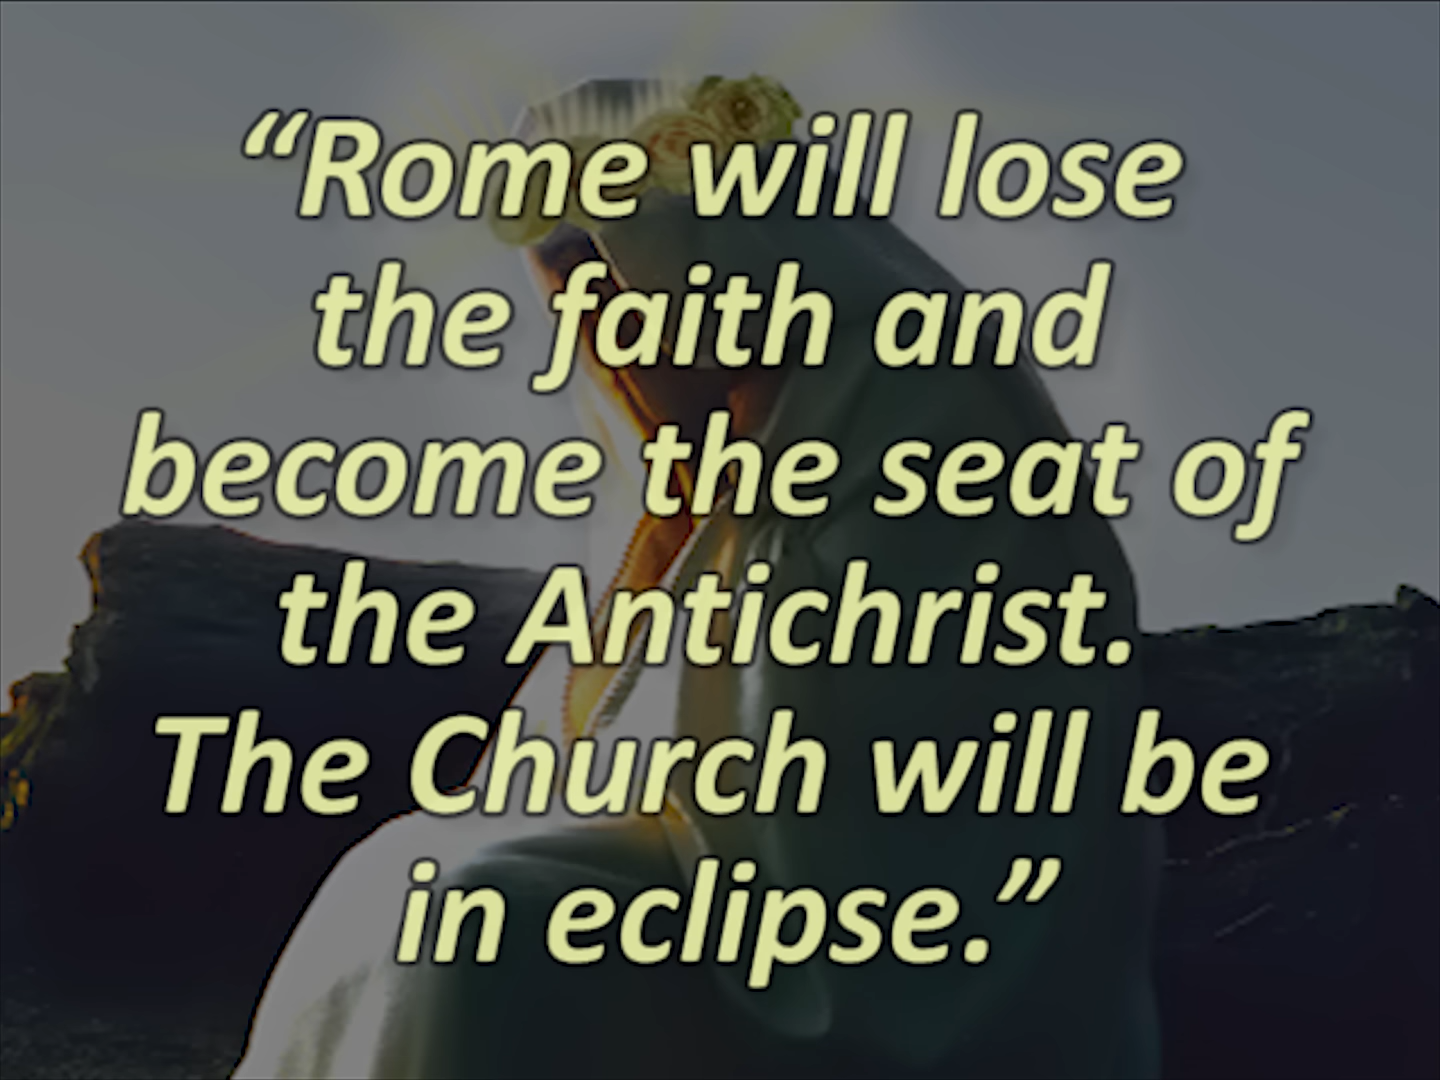 “Rome will lose
the faith and
become the seat of
the Antichrist.
The Church will be
in eclipse.”